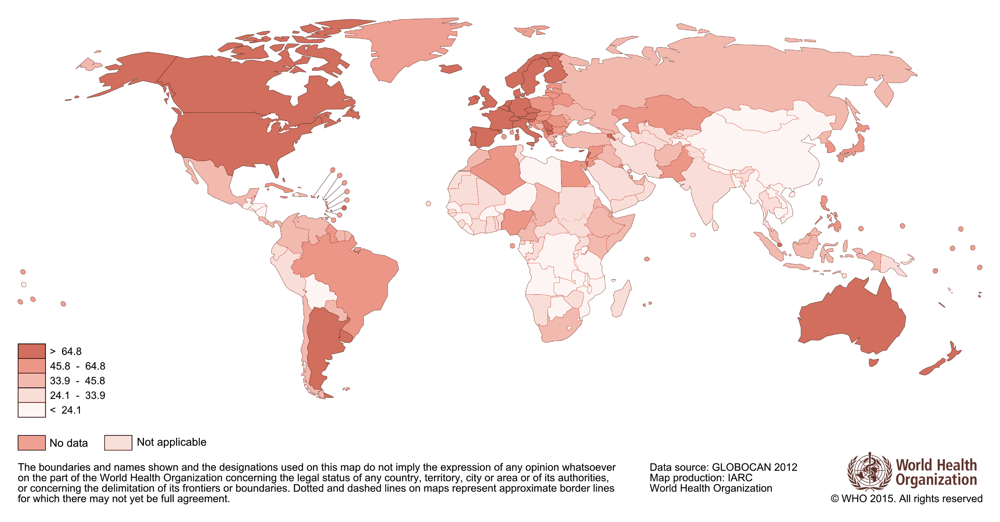 > 64.8
45.8 - 64.8
33.9 - 45.8
24.1 - 33.9
< 24.1
No data
Not applicable
The boundaries and names shown and the designations used on this map do not imply the expression of any opinion whatsoever
on the part of the World Health Organization concerning the legal status of any country, territory, city or area or of its authorities,
or concerning the delimitation of its frontiers or boundaries. Dotted and dashed lines on maps represent approximate border lines
for which there may not yet be full agreement.
Data source: GLOBOCAN 2012
Map production: IARC
World Health Organization
World Health
Organization
© WHO 2015. All rights reserved